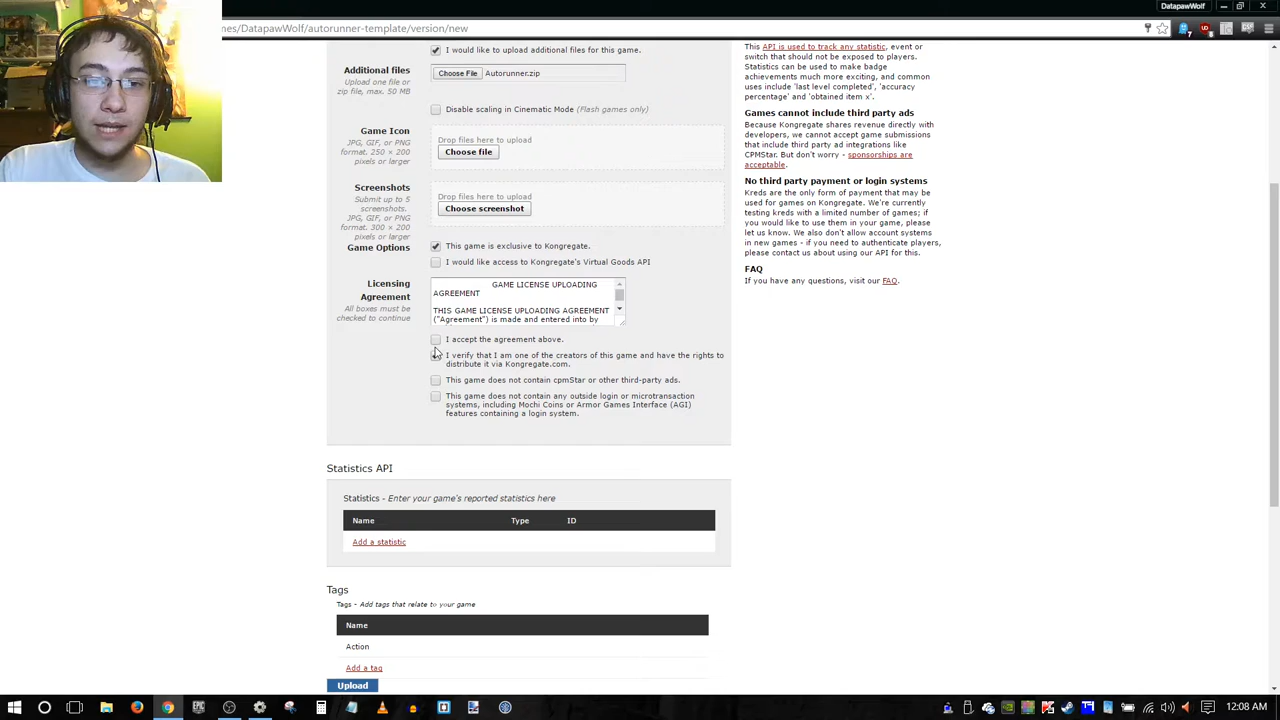 DatapawWolf
es/DatapawWolf/autorunner-template/version/new
I would like to upload additional files for this game.
Additional files
Upload one file or
zip file, max. 50 MB
Choose File Autorunner.zip
Disable scaling in Cinematic Mode (Flash games only)
Game Icon
JPG, GIF, or PNG
format. 250 × 200
pixels or larger
Drop files here to upload
Choose file
Screenshots
Submit up to 5
screenshots.
JPG, GIF, or PNG
format. 300 × 200
pixels or larger
Drop files here to upload
Choose screenshot
Game Options
This game is exclusive to Kongregate.
I would like access to Kongregate's Virtual Goods API
Licensing
Agreement
All boxes must be
checked to continue
GAME LICENSE UPLOADING
AGREEMENT
THIS GAME LICENSE UPLOADING AGREEMENT
("Agreement") is made and entered into by
I accept the agreement above.
I verify that I am one of the creators of this game and have the rights to
distribute it via Kongregate.com.
This game does not contain cpmStar or other third-party ads.
This game does not contain any outside login or microtransaction
systems, including Mochi Coins or Armor Games Interface (AGI)
features containing a login system.
Statistics API
Statistics - Enter your game's reported statistics here
Name Type ID
Add a statistic
Tags
Tags - Add tags that relate to your game
Name
Action
Add a tag
Upload
This API is used to track any statistic, event or
switch that should not be exposed to players.
Statistics can be used to make badge
achievements much more exciting, and common
uses include 'last level completed', 'accuracy
percentage' and 'obtained item x'.
Games cannot include third party ads
Because Kongregate shares revenue directly with
developers, we cannot accept game submissions
that include third party ad integrations like
CPMStar. But don't worry - sponsorships are
acceptable.
No third party payment or login systems
Kreds are the only form of payment that may be
used for games on Kongregate. We're currently
testing kreds with a limited number of games; if
you would like to use them in your game, please
let us know. We also don't allow account systems
in new games - if you need to authenticate players,
please contact us about using our API for this.
FAQ
If you have any questions, visit our FAQ.
12:08 AM